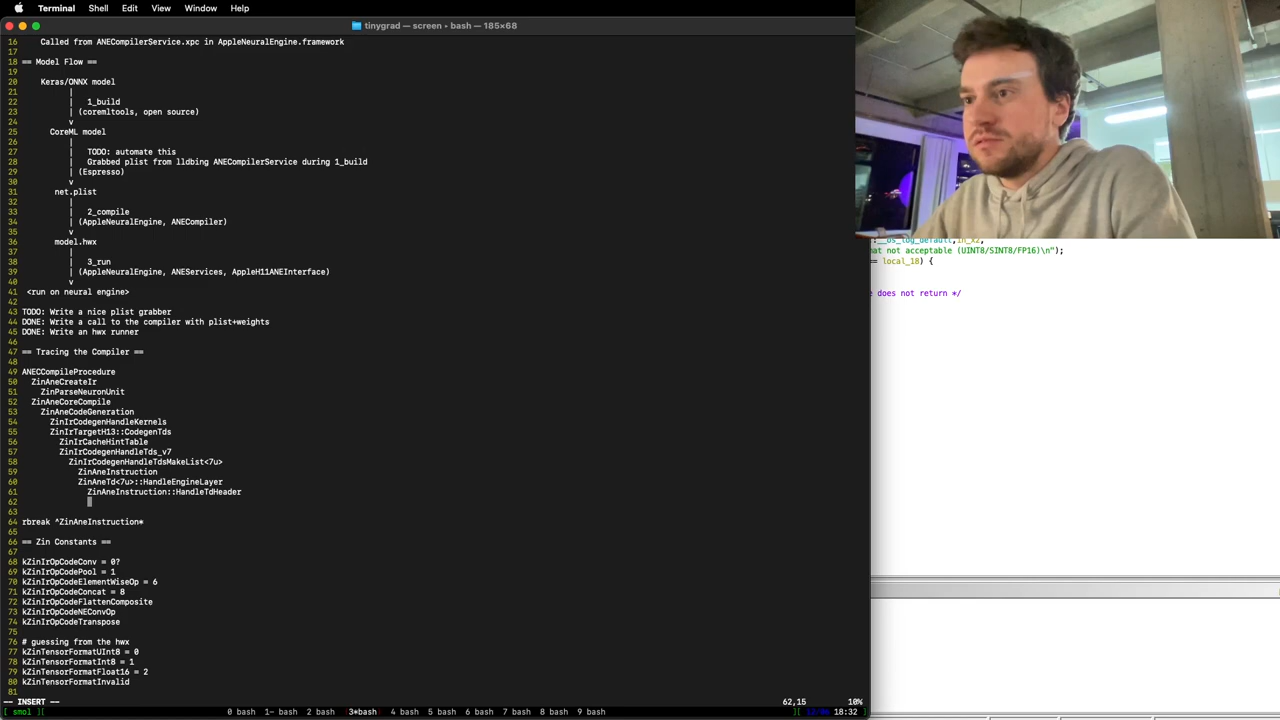 Terminal Shell Edit View Window Help
tinygrad — screen • bash — 185×68
16 Called from ANECompilerService.xpc in AppleNeuralEngine.framework
17
18 == Model Flow ==
19
20 Keras/ONNX model
21 |
22 | 1_build
23 | (coremltools, open source)
24 v
25 CoreML model
26 |
27 | TODO: automate this
28 | Grabbed plist from lldbing ANECompilerService during 1_build
29 | (Espresso)
30 v
31 net.plist
32 |
33 | 2_compile
34 | (AppleNeuralEngine, ANECompiler)
35 v
36 model.hwx
37 |
38 | 3_run
39 | (AppleNeuralEngine, ANEServices, AppleH11ANEInterface)
40 v
41 <run on neural engine>
42
43 TODO: Write a nice plist grabber
44 DONE: Write a call to the compiler with plist+weights
45 DONE: Write an hwx runner
46
47 == Tracing the Compiler ==
48
49 ANECCompileProcedure
50 ZinAneCreateIr
51 ZinParseNeuronUnit
52 ZinAneCoreCompile
53 ZinAneCodeGeneration
54 ZinIrCodegenHandleKernels
55 ZinIrTargetH13::CodegenTds
56 ZinIrCacheHintTable
57 ZinIrCodegenHandleTds_v7
58 ZinIrCodegenHandleTdsMakeList<7u>
59 ZinAneInstruction
60 ZinAneTd<7u>::HandleEngineLayer
61 ZinAneInstruction::HandleTdHeader
62
63
64 rbreak ^ZinAneInstruction*
65
66 == Zin Constants ==
67
68 kZinIrOpCodeConv = 0?
69 kZinIrOpCodePool = 1
70 kZinIrOpCodeElementWiseOp = 6
71 kZinIrOpCodeConcat = 8
72 kZinIrOpCodeFlattenComposite
73 kZinIrOpCodeNEConvOp
74 kZinIrOpCodeTranspose
75
76 # guessing from the hwx
77 kZinTensorFormatUInt8 = 0
78 kZinTensorFormatInt8 = 1
79 kZinTensorFormatFloat16 = 2
80 kZinTensorFormatInvalid
81
-- INSERT -- 62,15 10%
[ smol ][ 0 bash 1- bash 2 bash (3*bash) 4 bash 5 bash 6 bash 7 bash 8 bash 9 bash ][ 18:32 ]
:__os_log_default,in_x2,
mat not acceptable (UINT8/SINT8/FP16)\n");
== local_18) {
e does not return */